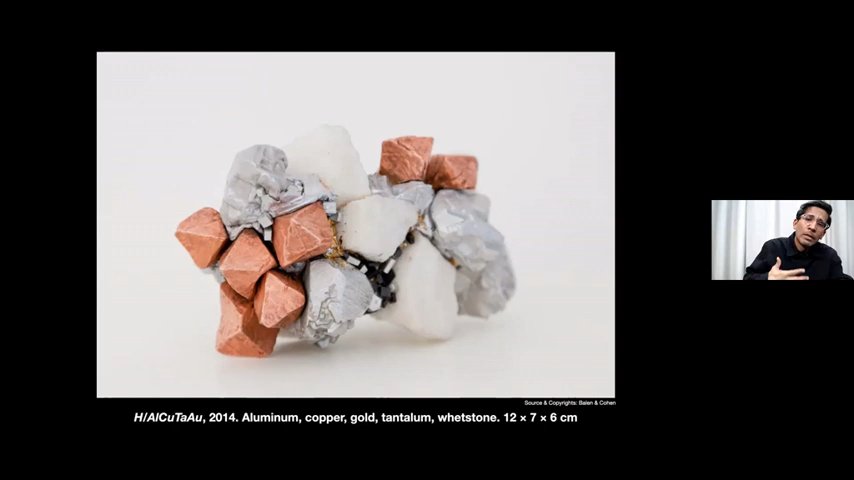 Source & Copyrights: Balen & Cohen
H/AlCuTaAu, 2014. Aluminum, copper, gold, tantalum, whetstone. 12 × 7 × 6 cm